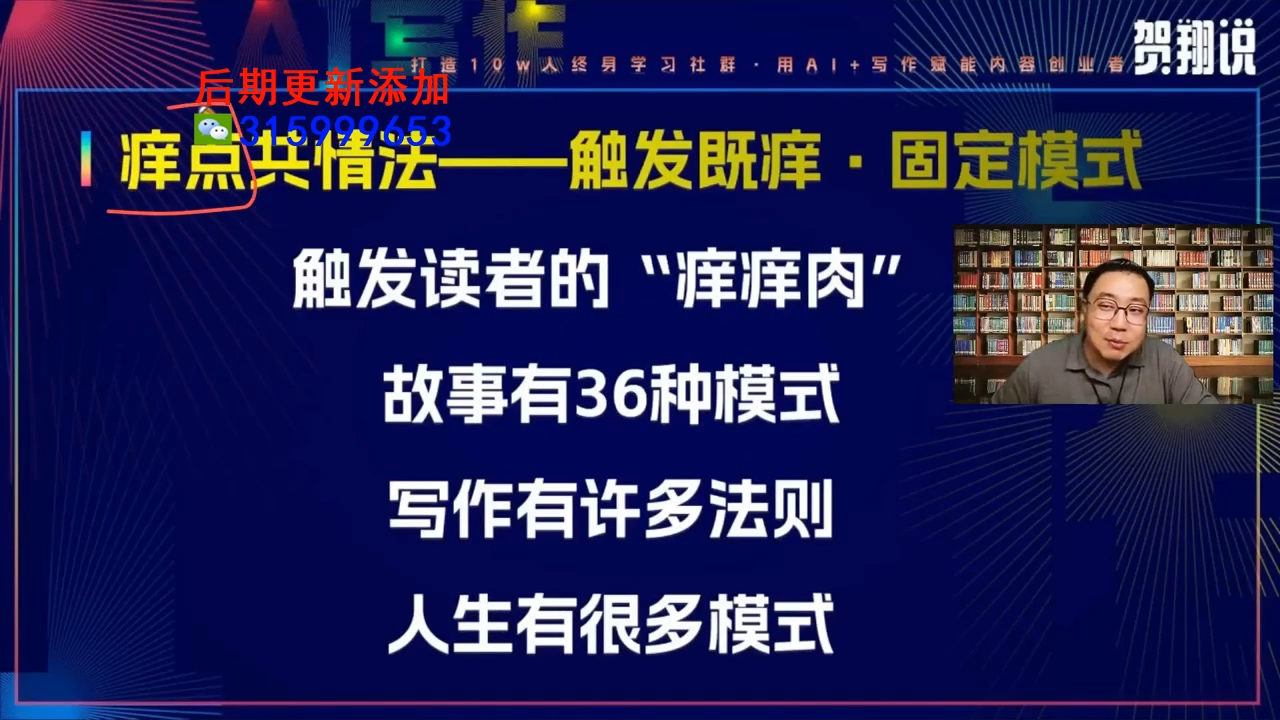 AI写作
贺翔说
打造10w人终身学习社群·用AI+写作赋能内容创业者
后期更新添加
315999653
痒点共情法——触发既痒·固定模式
触发读者的“痒痒肉”
故事有36种模式
写作有许多法则
人生有很多模式